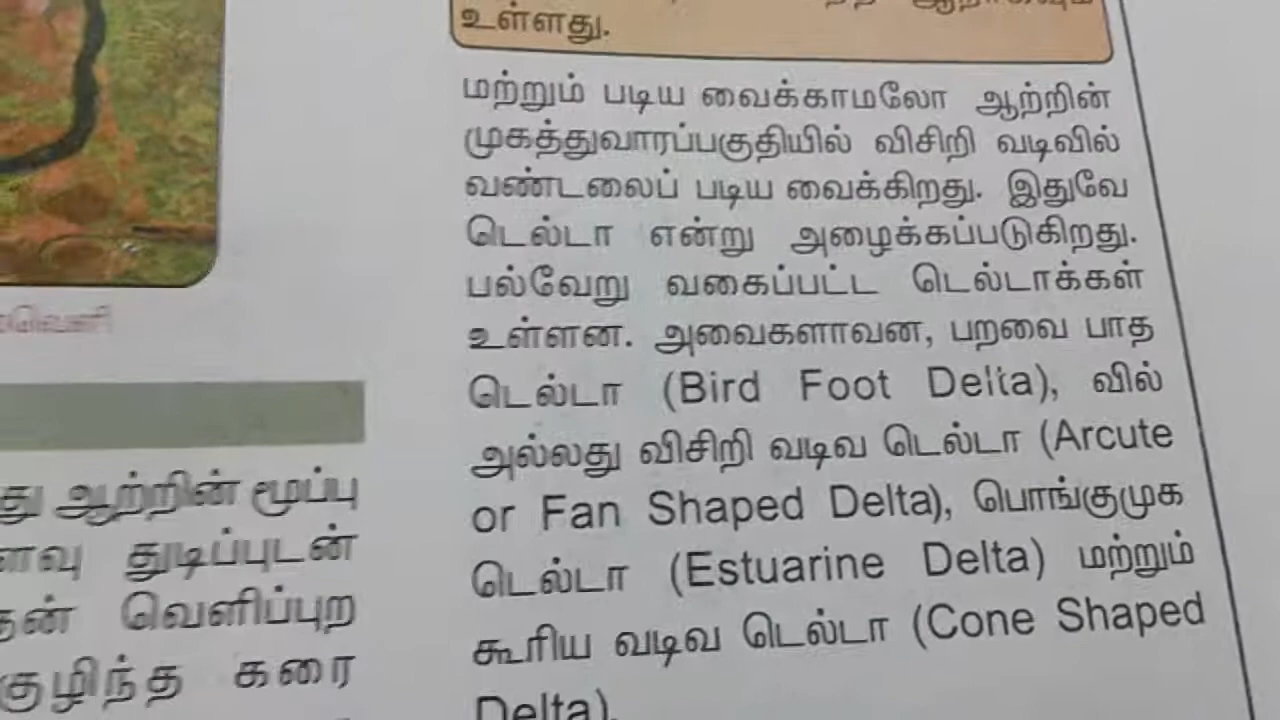 வெளி
து ஆற்றின் மூப்பு
துடிப்புடன்
வெளிப்புற
குழிந்த கரை
உள்ளது.
மற்றும் படிய வைக்காமலோ ஆற்றின்
முகத்துவாரப்பகுதியில் விசிறி வடிவில்
வண்டலைப் படிய வைக்கிறது. இதுவே
டெல்டா என்று அழைக்கப்படுகிறது.
பல்வேறு வகைப்பட்ட டெல்டாக்கள்
உள்ளன. அவைகளாவன, பறவை பாத
டெல்டா (Bird Foot Delta), வில்
அல்லது விசிறி வடிவ டெல்டா (Arcute
or Fan Shaped Delta), பொங்குமுக
டெல்டா (Estuarine Delta) மற்றும்
கூரிய வடிவ டெல்டா (Cone Shaped
Delta).